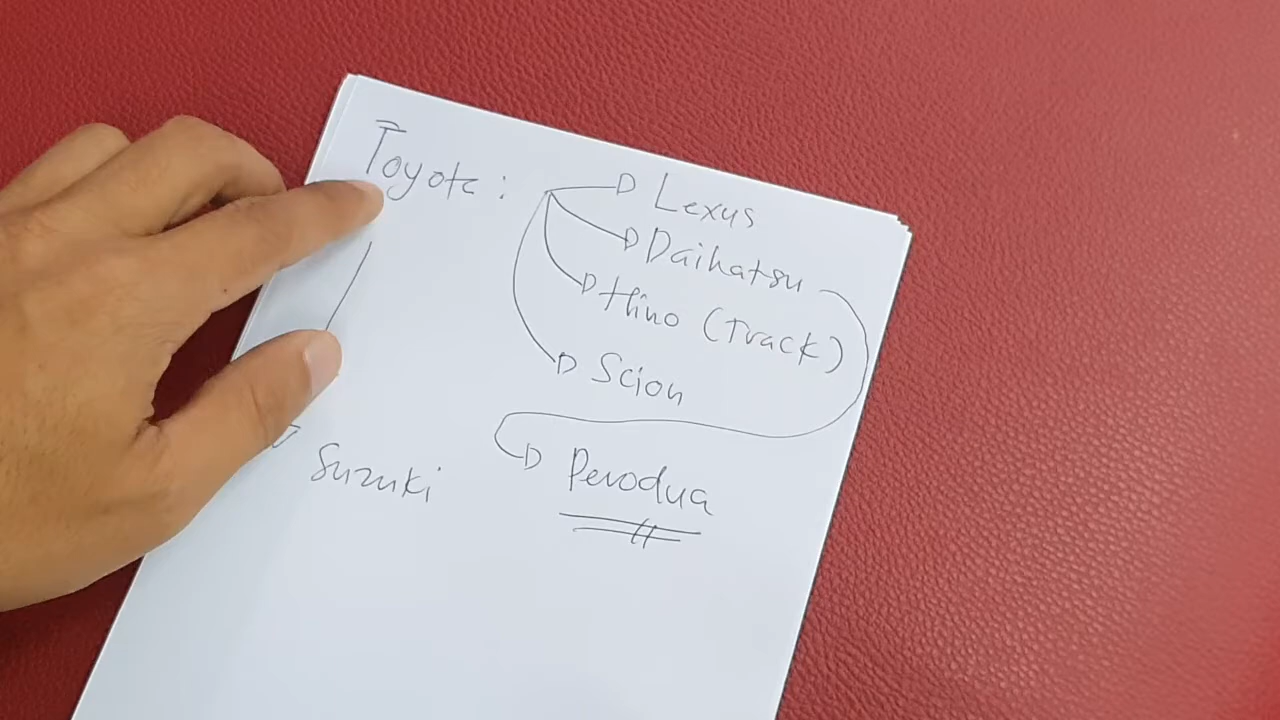 Toyota :
Lexus
Daihatsu
Hino (Track)
Scion
Suzuki
Perodua